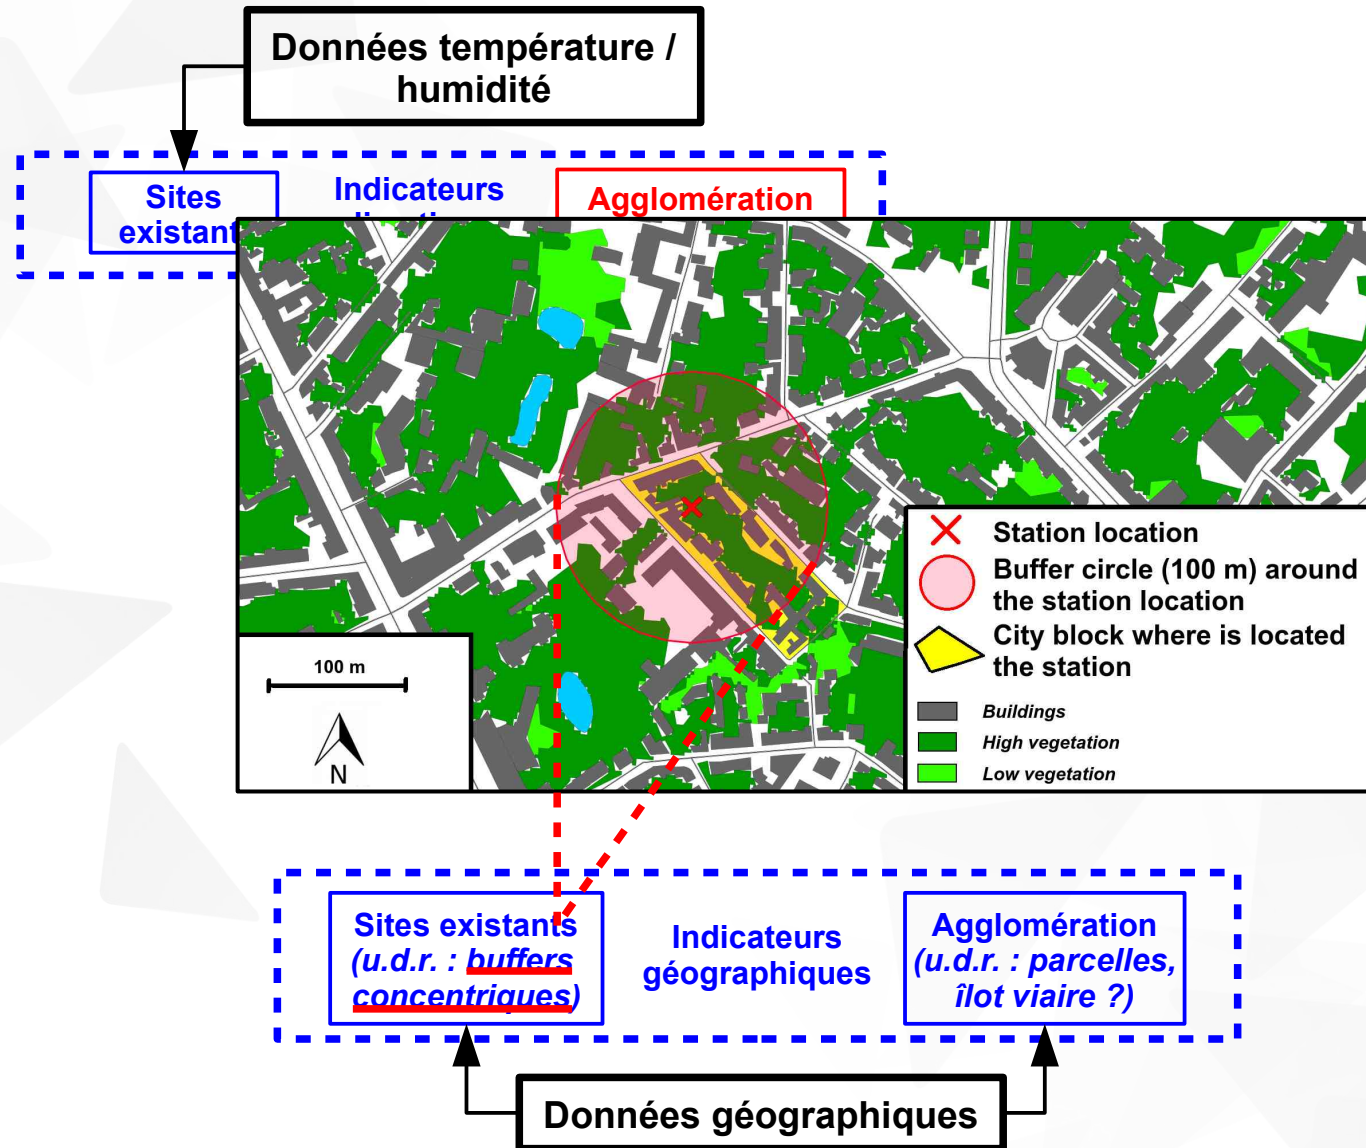 Données température /
humidité
Sites
existant
Indicateurs
Agglomération
Station location
Buffer circle (100 m) around
the station location
City block where is located
the station
Buildings
High vegetation
Low vegetation
100 m
N
Sites existants
(u.d.r. : buffers
concentriques)
Indicateurs
géographiques
Agglomération
(u.d.r. : parcelles,
îlot viaire ?)
Données géographiques